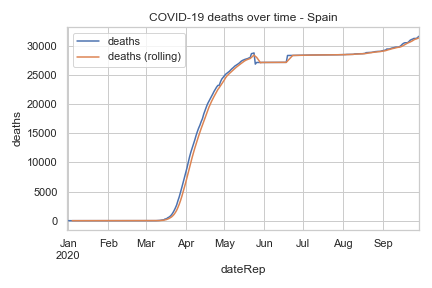 COVID-19 deaths over time - Spain
deaths
deaths (rolling)
30000
25000
20000
15000
10000
5000
0
deaths
Jan Feb Mar Apr May Jun Jul Aug Sep
2020
dateRep